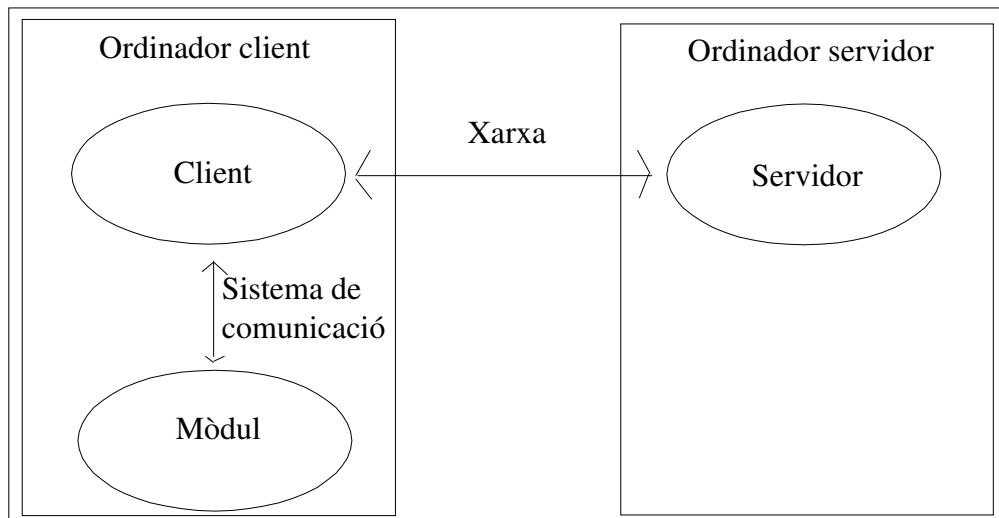 Ordinador client
Ordinador servidor
Xarxa
Client
Servidor
Sistema de
comunicació
Mòdul